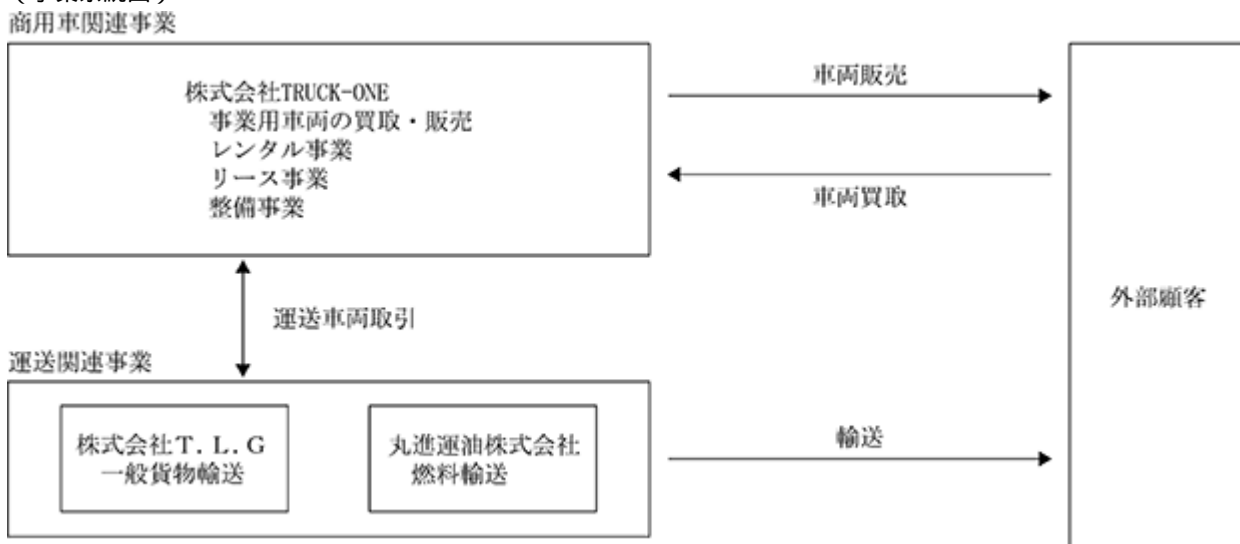 商用車関連事業
株式会社TRUCK-ONE
事業用車両の買取・販売
レンタル事業
リース事業
整備事業
車両販売
車両買取
外部顧客
運送車両取引
運送関連事業
株式会社T.L.G
一般貨物輸送
丸進運油株式会社
燃料輸送
輸送